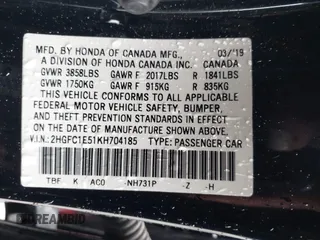 MFD. BY HONDA OF CANADA MFG., 03/'19
A DIVISION OF HONDA CANADA INC. CANADA
GVWR 3858LBS GAWR F 2017LBS R 1841LBS
GVWR 1750KG GAWR F 915KG R 835KG
THIS VEHICLE CONFORMS TO ALL APPLICABLE
FEDERAL MOTOR VEHICLE SAFETY, BUMPER,
AND THEFT PREVENTION STANDARDS IN
EFFECT ON THE DATE OF MANUFACTURE
SHOWN ABOVE.
V.I.N.: 2HGFC1E51KH704185 TYPE: PASSENGER CAR
TBF K AC0 NH731P -Z -H
DREAMBID